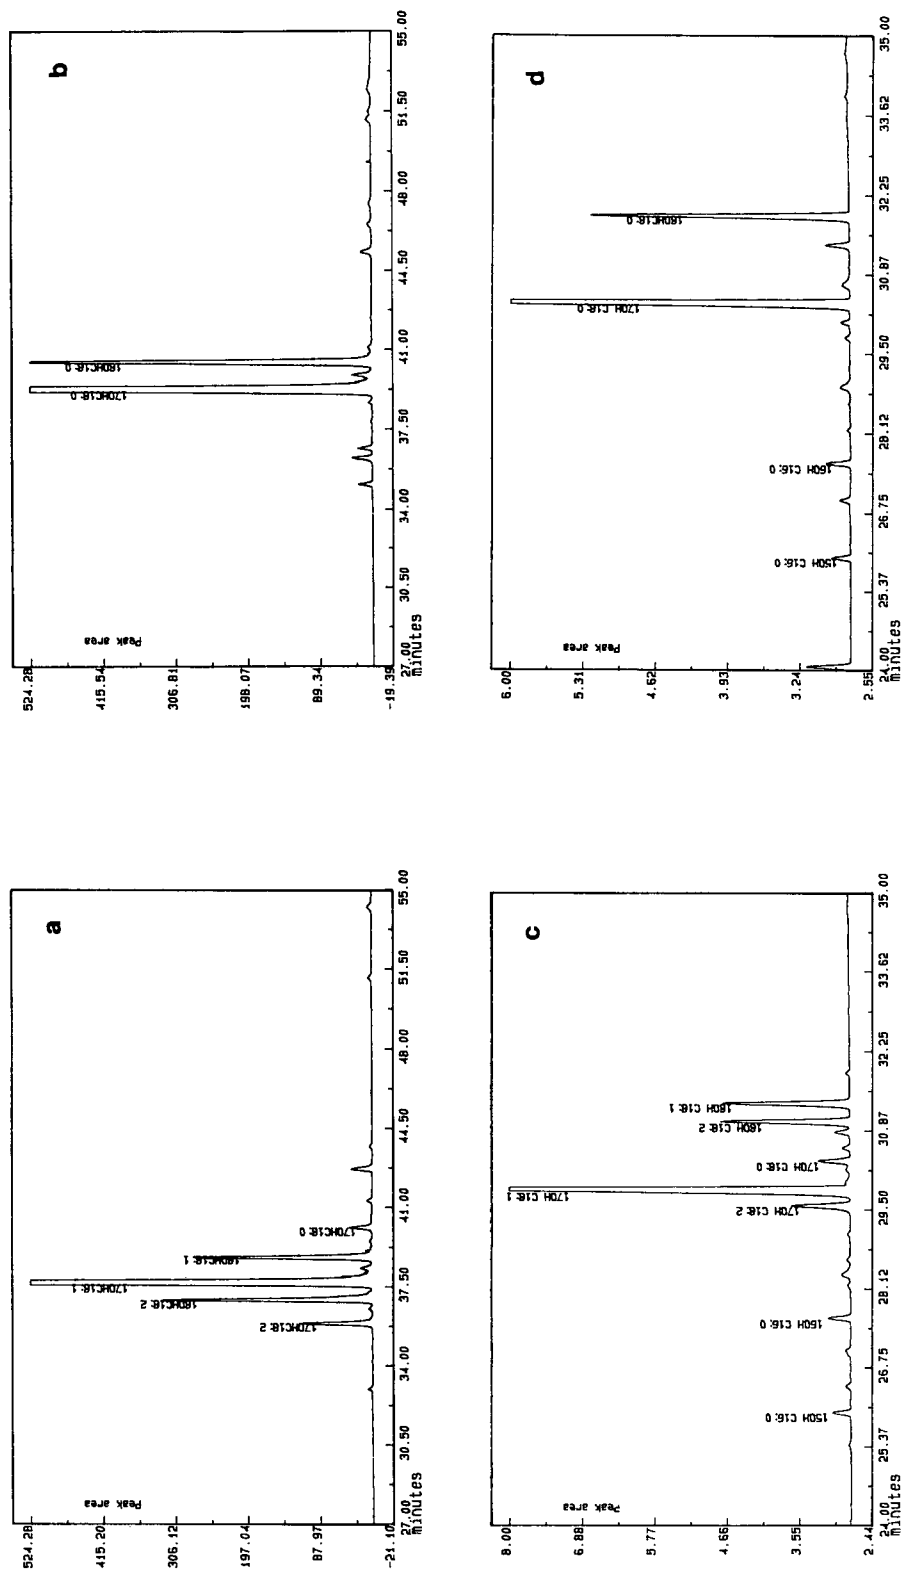 a
524.28
415.20
306.12
197.04
87.97
-21.10
Peak area
27.00
30.50
34.00
37.50
41.00
44.50
48.00
51.50
55.00
minutes
17OHC18:2
18OHC18:2
17OHC18:1
18OHC18:1
17OHC18:0
b
524.28
415.54
306.81
198.07
89.34
-19.39
Peak area
27.00
30.50
34.00
37.50
41.00
44.50
48.00
51.50
55.00
minutes
17OHC18:0
18OHC18:0
c
8.00
6.88
5.77
4.66
3.55
2.44
Peak area
24.00
25.37
26.75
28.12
29.50
30.87
32.25
33.62
35.00
minutes
15OH C16:0
16OH C16:0
17OH C18:2
17OH C18:1
17OH C18:0
18OH C18:2
18OH C18:1
d
6.00
5.31
4.62
3.93
3.24
2.55
Peak area
24.00
25.37
26.75
28.12
29.50
30.87
32.25
33.62
35.00
minutes
15OH C16:0
16OH C16:0
17OH C18:0
18OHC18:0